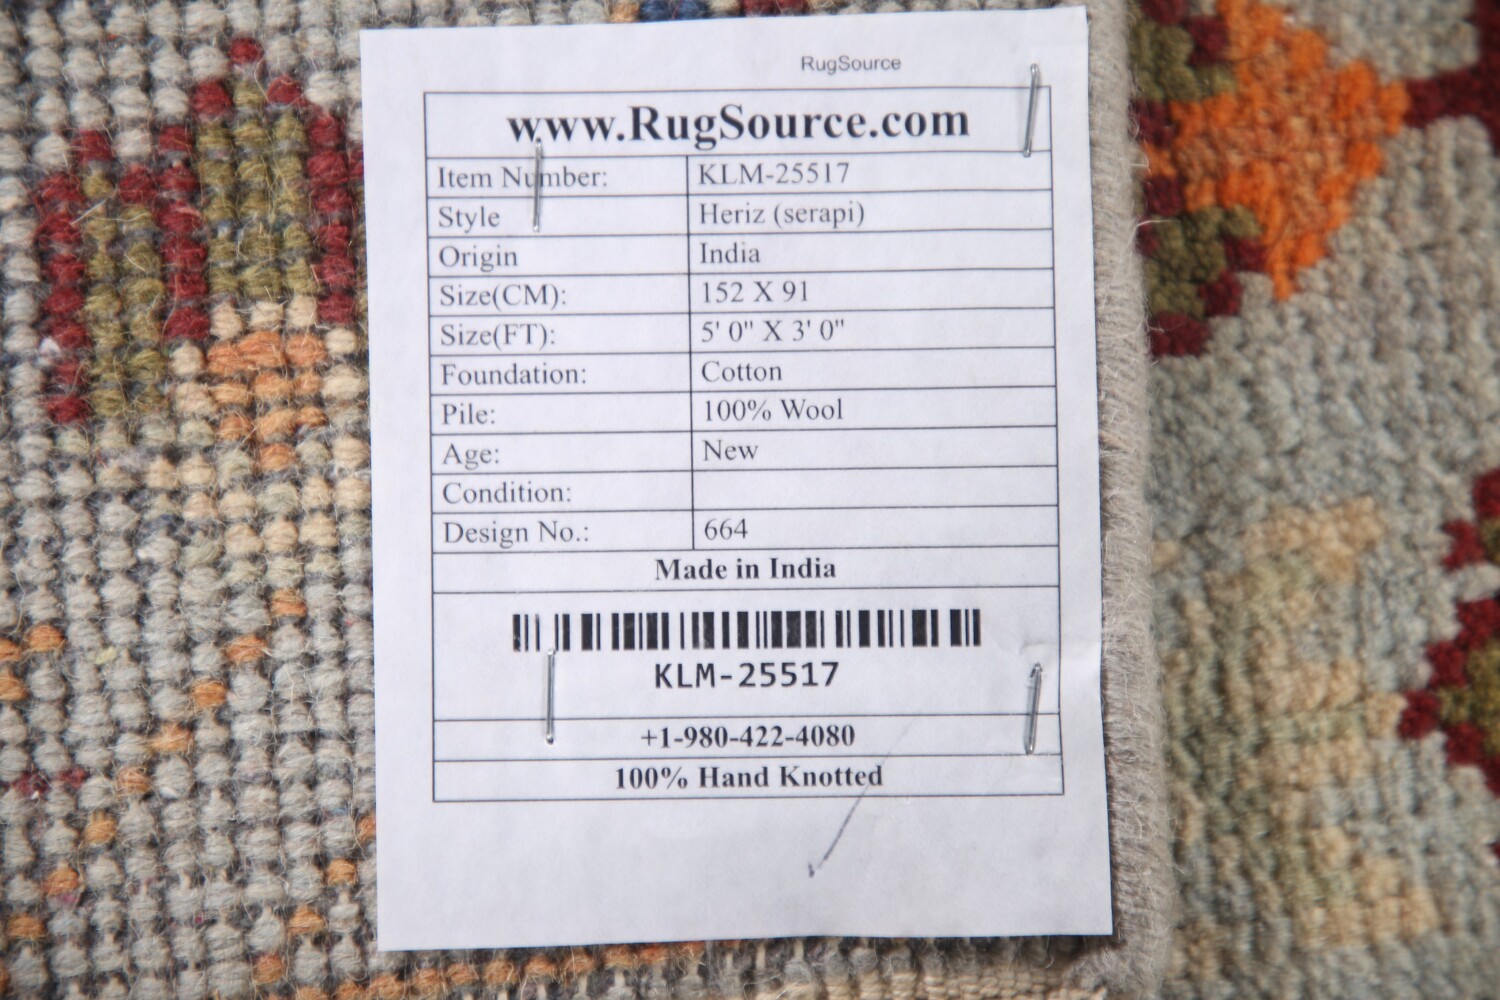 RugSource
www.RugSource.com
Item Number: KLM-25517
Style Heriz (serapi)
Origin India
Size(CM): 152 X 91
Size(FT): 5' 0" X 3' 0"
Foundation: Cotton
Pile: 100% Wool
Age: New
Condition:
Design No.: 664
Made in India
KLM-25517
+1-980-422-4080
100% Hand Knotted